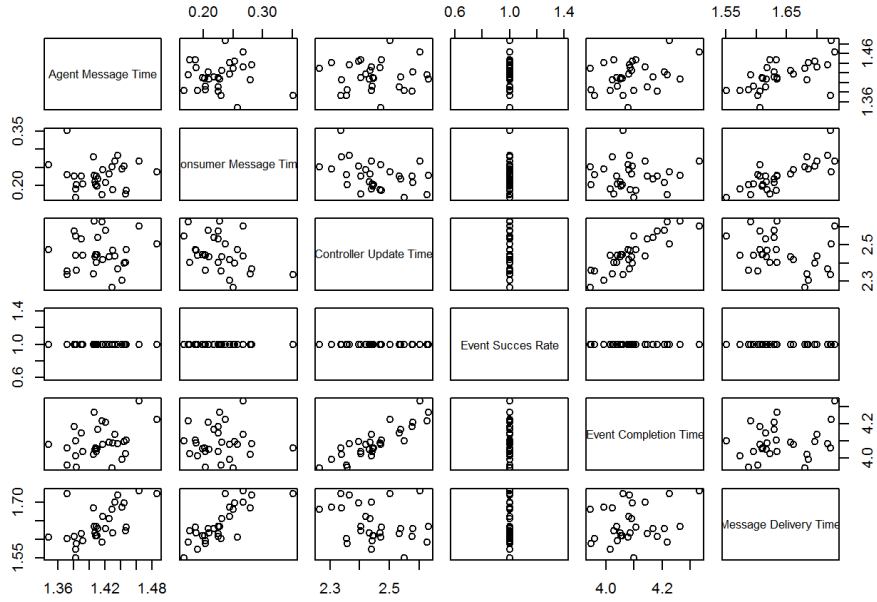 0.20 0.30 0.6 1.0 1.4 1.55 1.65
Agent Message Time
1.36 1.46
0.20 0.35
onsumer Message Tim
Controller Update Time
2.3 2.5
0.6 1.0 1.4
Event Succes Rate
Event Completion Time
4.0 4.2
1.55 1.70
Message Delivery Time
1.36 1.42 1.48 2.3 2.5 4.0 4.2